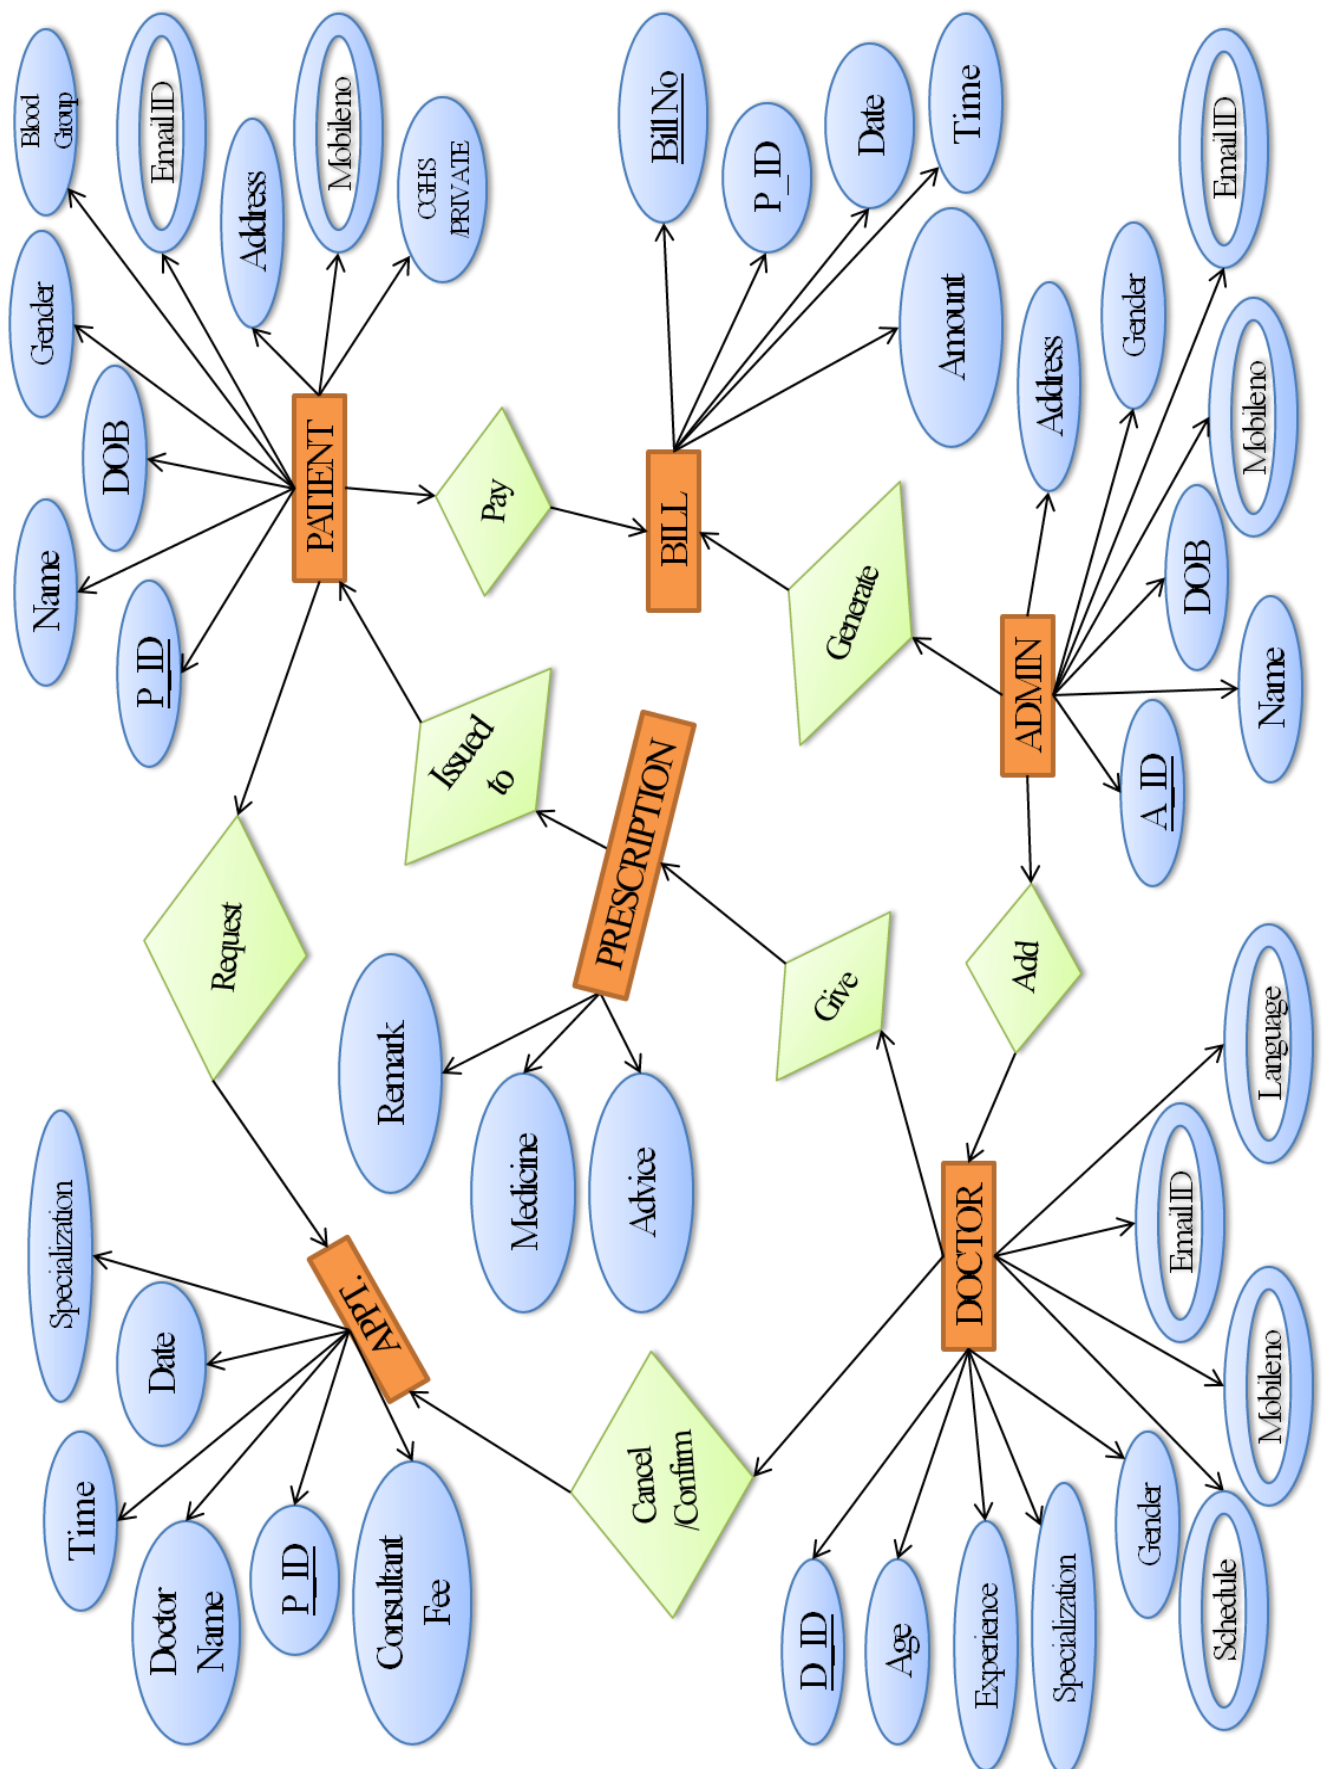 Specialization
Time
Date
Doctor
Name
P_ID
Consultant
Fee
APPT.
Request
P_ID
Name
DOB
Gender
Blood
Group
Email ID
Address
Mobileno
CGHS
/PRIVATE
PATIENT
Pay
Issued
to
Remark
Medicine
Advice
PRESCRIPTION
BILL
Bill No
P_ID
Date
Time
Amount
Cancel
/Confirm
Give
Generate
Add
ADMIN
Address
Gender
Email ID
Mobileno
DOB
Name
A_ID
DOCTOR
D_ID
Age
Experience
Specialization
Gender
Schedule
Mobileno
Email ID
Language